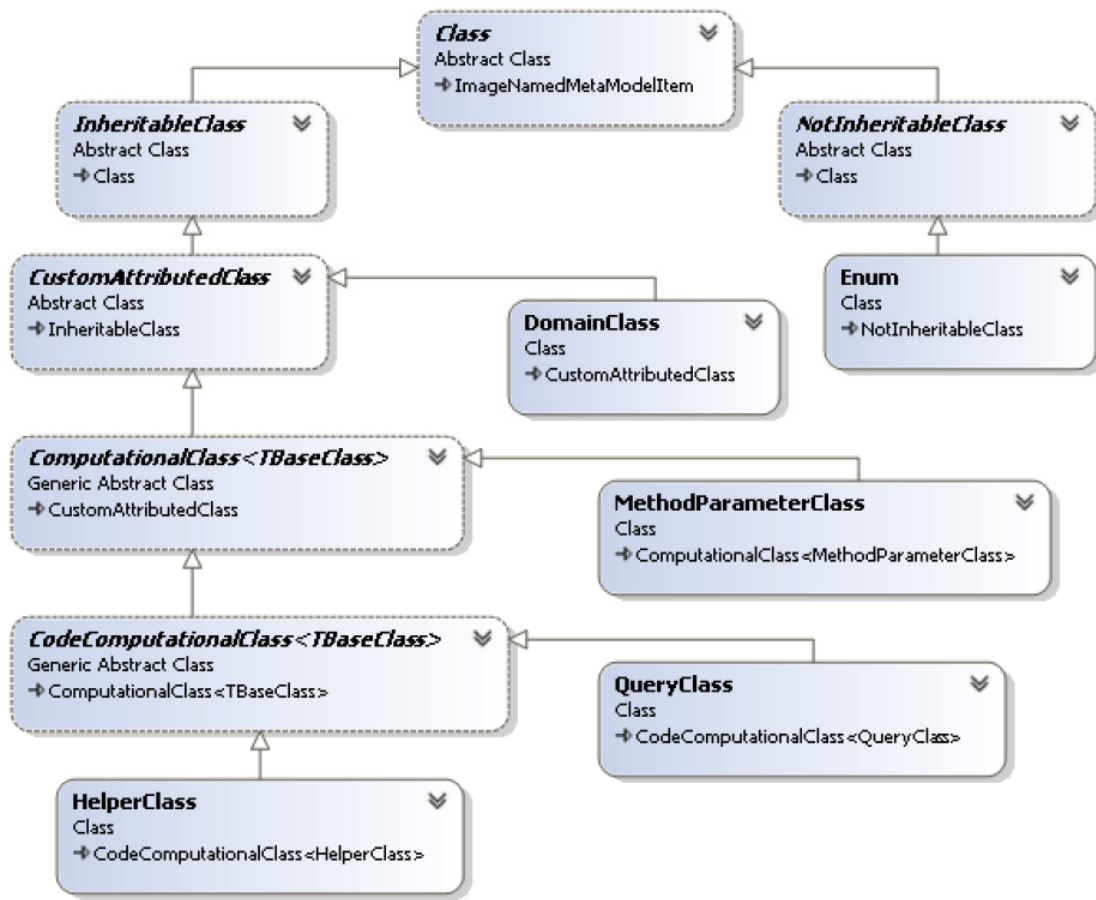 Class
Abstract Class
ImageNamedMetaModelItem
InheritableClass
Abstract Class
Class
NotInheritableClass
Abstract Class
Class
CustomAttributedClass
Abstract Class
InheritableClass
DomainClass
Class
CustomAttributedClass
Enum
Class
NotInheritableClass
ComputationalClass<TBaseClass>
Generic Abstract Class
CustomAttributedClass
MethodParameterClass
Class
ComputationalClass<MethodParameterClass>
CodeComputationalClass<TBaseClass>
Generic Abstract Class
ComputationalClass<TBaseClass>
QueryClass
Class
CodeComputationalClass<QueryClass>
HelperClass
Class
CodeComputationalClass<HelperClass>